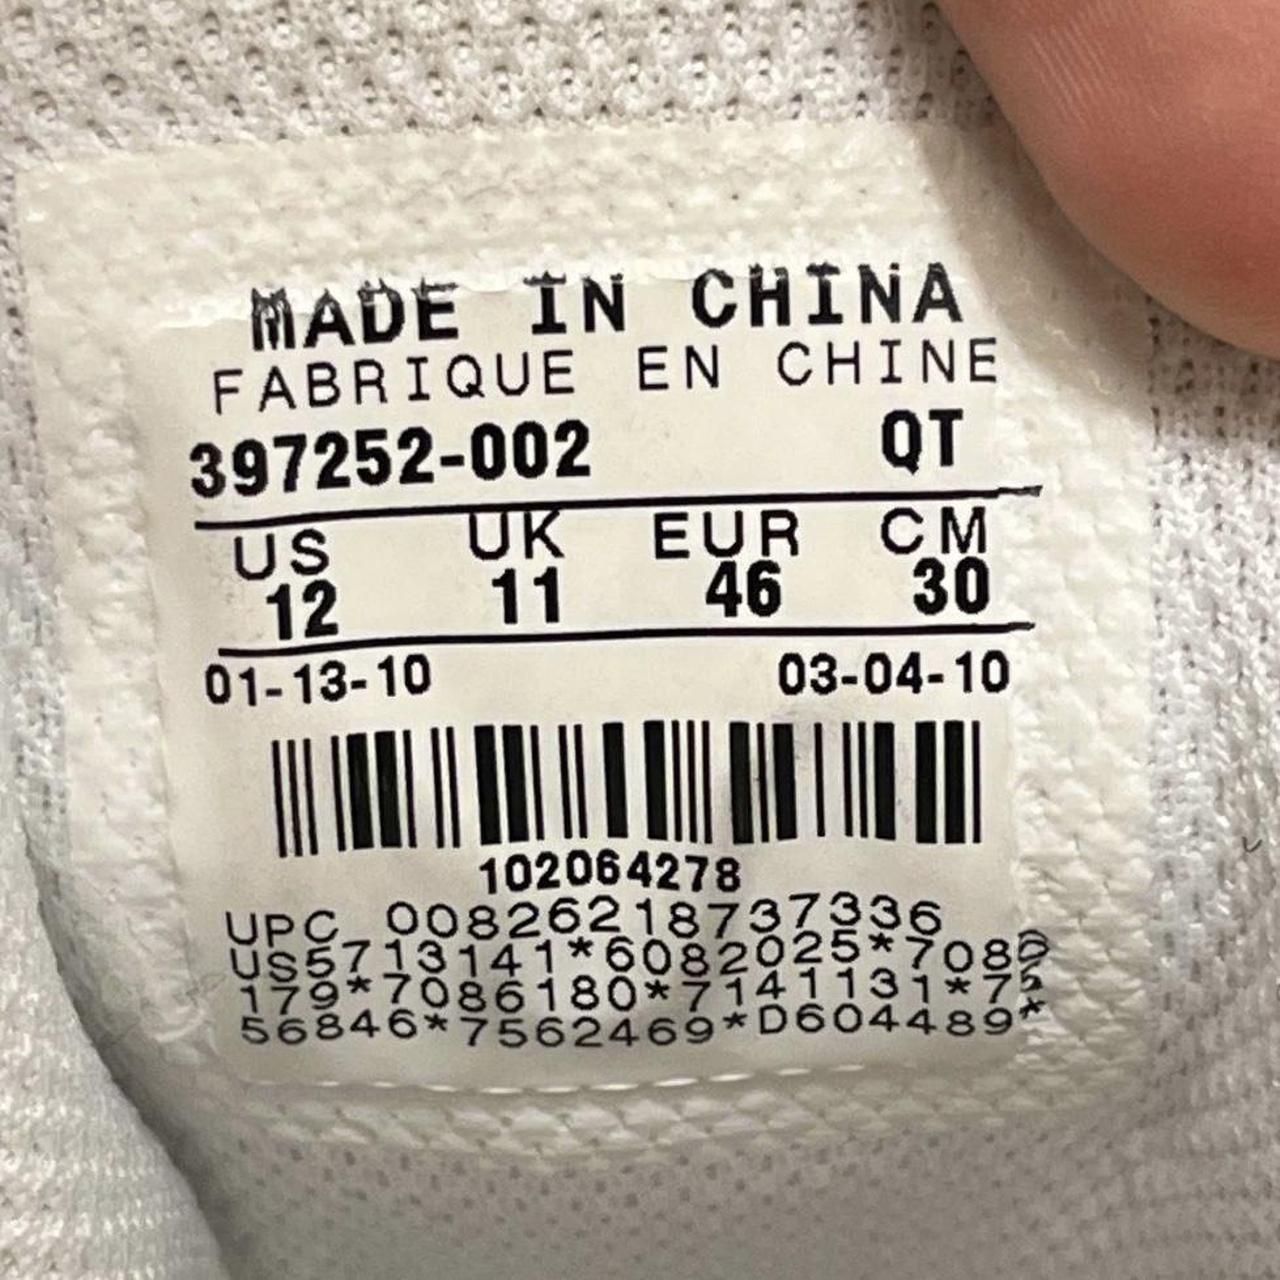 MADE IN CHINA
FABRIQUE EN CHINE
397252-002 QT
US UK EUR CM
12 11 46 30
01-13-10 03-04-10
102064278
UPC 00826218737336
US5713141*6082025*708
179*7086180*7141131*7
56846*7562469*D604489*